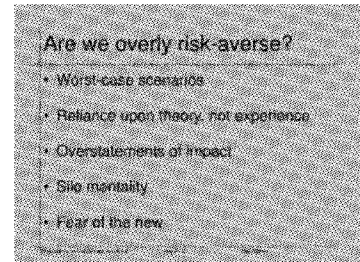 Are we overly risk-averse?
• Worst-case scenarios
• Reliance upon theory, not experience
• Overstatements of impact
• Silo mentality
• Fear of the new